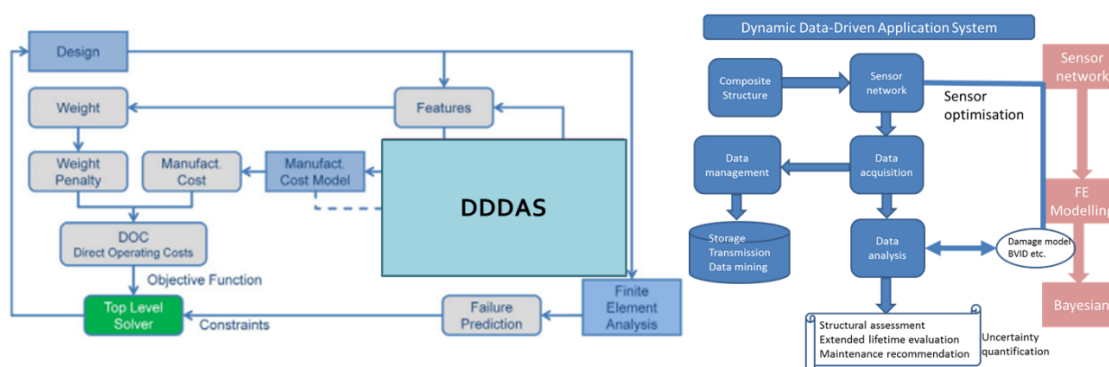 Design
Weight
Features
Weight
Penalty
Manufact.
Cost
Manufact.
Cost Model
DDDAS
DOC
Direct Operating Costs
Objective Function
Top Level
Solver
Constraints
Failure
Prediction
Finite
Element
Analysis
Dynamic Data-Driven Application System
Composite
Structure
Sensor
network
Sensor
optimisation
Sensor
network
Data
management
Data
acquisition
FE
Modelling
Storage
Transmission
Data mining
Data
analysis
Damage model
BVID etc.
Bayesian
Structural assessment
Extended lifetime evaluation
Maintenance recommendation
Uncertainty
quantification